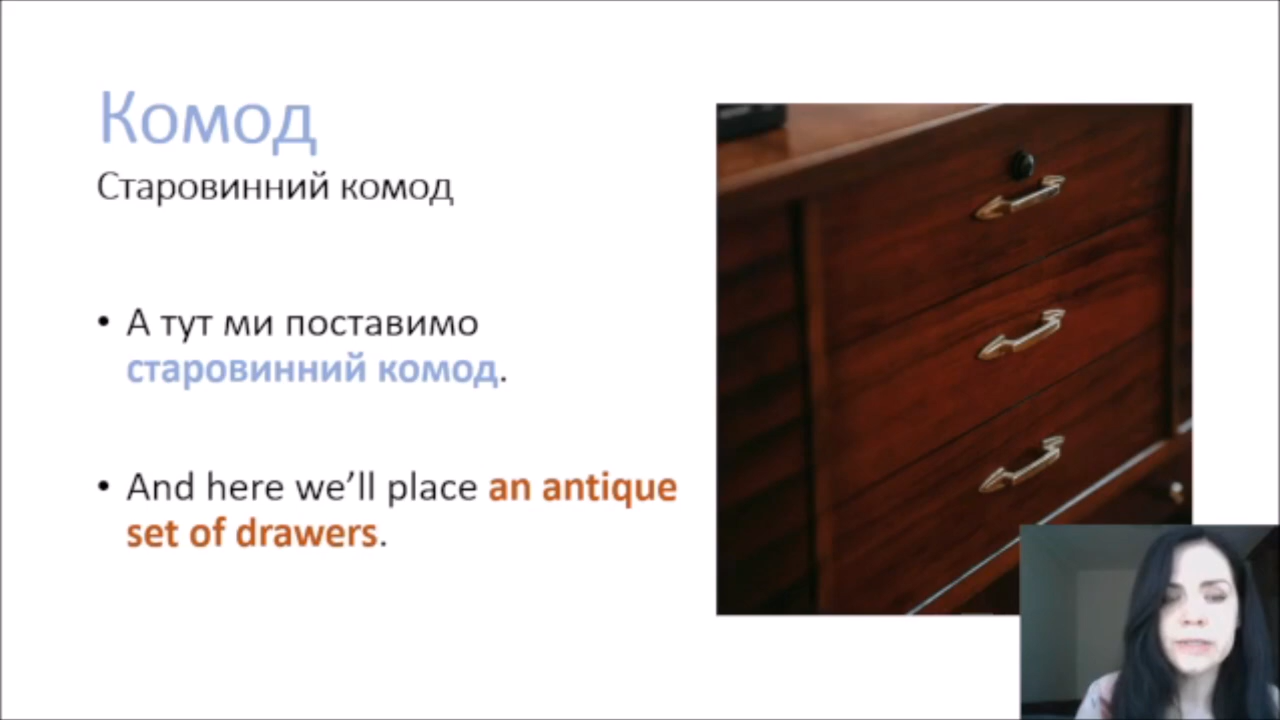 Комод
Старовинний комод
• А тут ми поставимо
старовинний комод.
• And here we’ll place an antique
set of drawers.